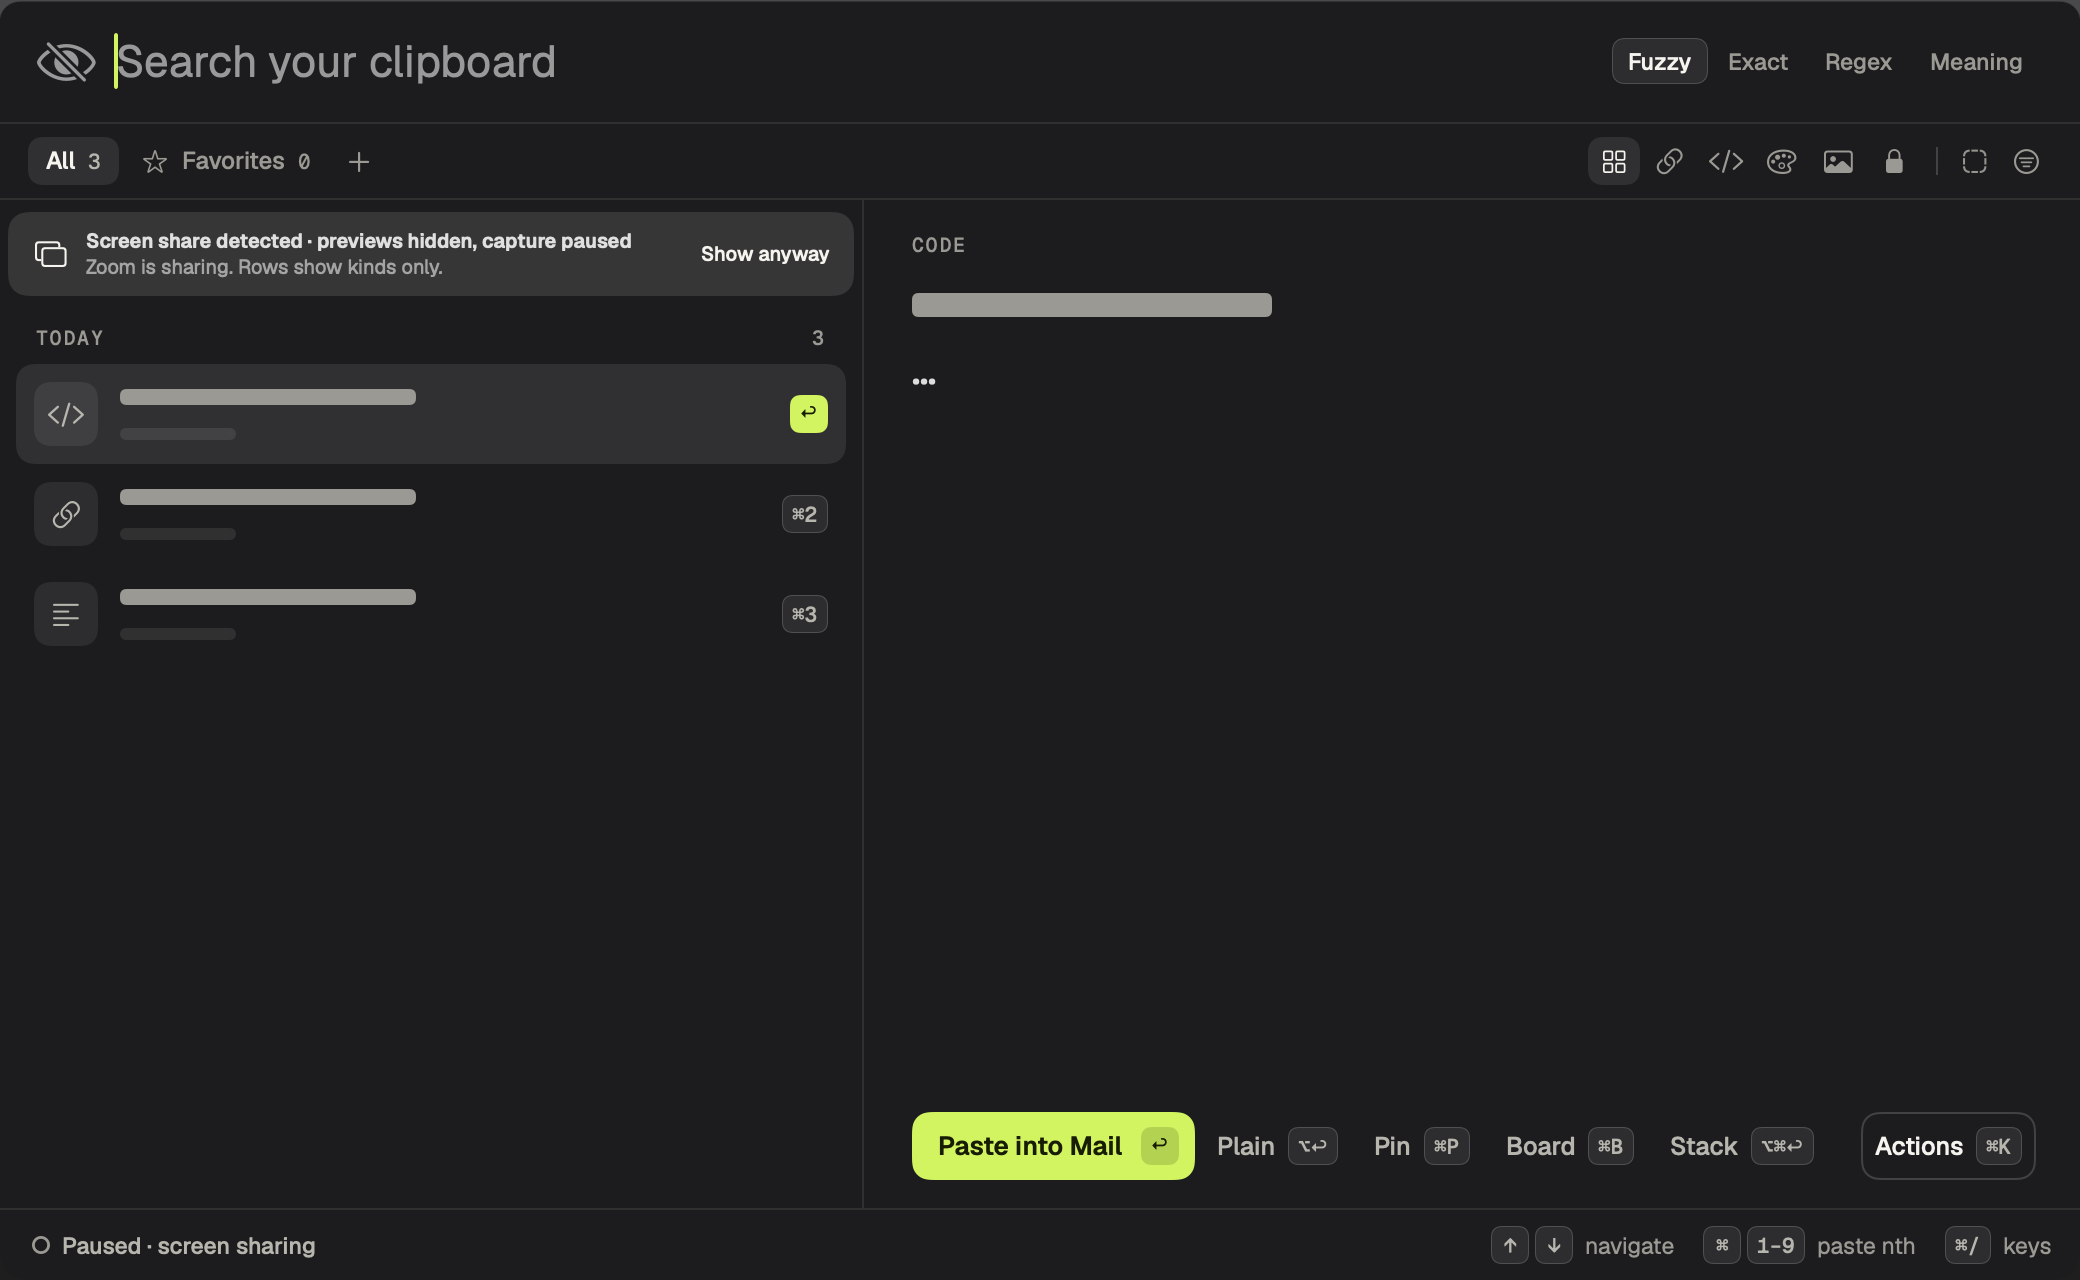 Search your clipboard
Fuzzy Exact Regex Meaning
All 3 Favorites 0
Screen share detected · previews hidden, capture paused
Zoom is sharing. Rows show kinds only.
Show anyway
TODAY 3
⌘2
⌘3
CODE
•••
Paste into Mail ↩ Plain ⌥↩ Pin ⌘P Board ⌘B Stack ⌥⌘↩ Actions ⌘K
Paused · screen sharing
↑ ↓ navigate ⌘ 1–9 paste nth ⌘/ keys